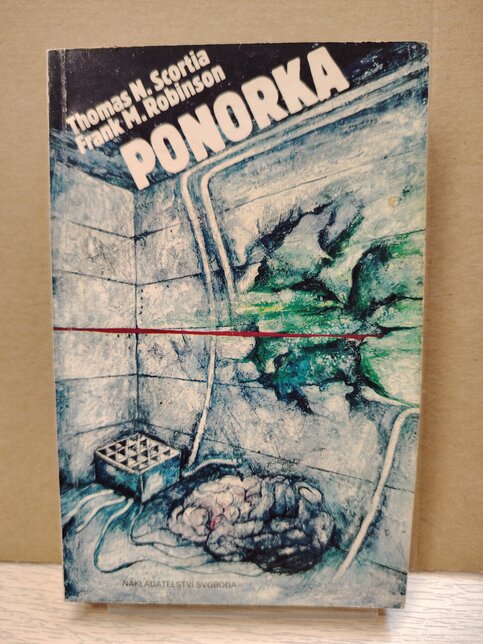 Thomas N. Scortia
Frank M. Robinson
PONORKA
NAKLADATELSTVÍ SVOBODA